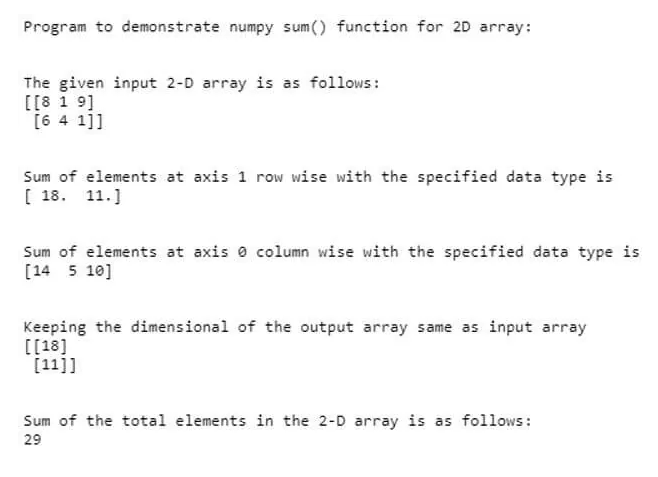 Program to demonstrate numpy sum() function for 2D array:
The given input 2-D array is as follows:
[[8 1 9]
 [6 4 1]]
Sum of elements at axis 1 row wise with the specified data type is
[ 18.  11.]
Sum of elements at axis 0 column wise with the specified data type is
[14  5 10]
Keeping the dimensional of the output array same as input array
[[18]
 [11]]
Sum of the total elements in the 2-D array is as follows:
29